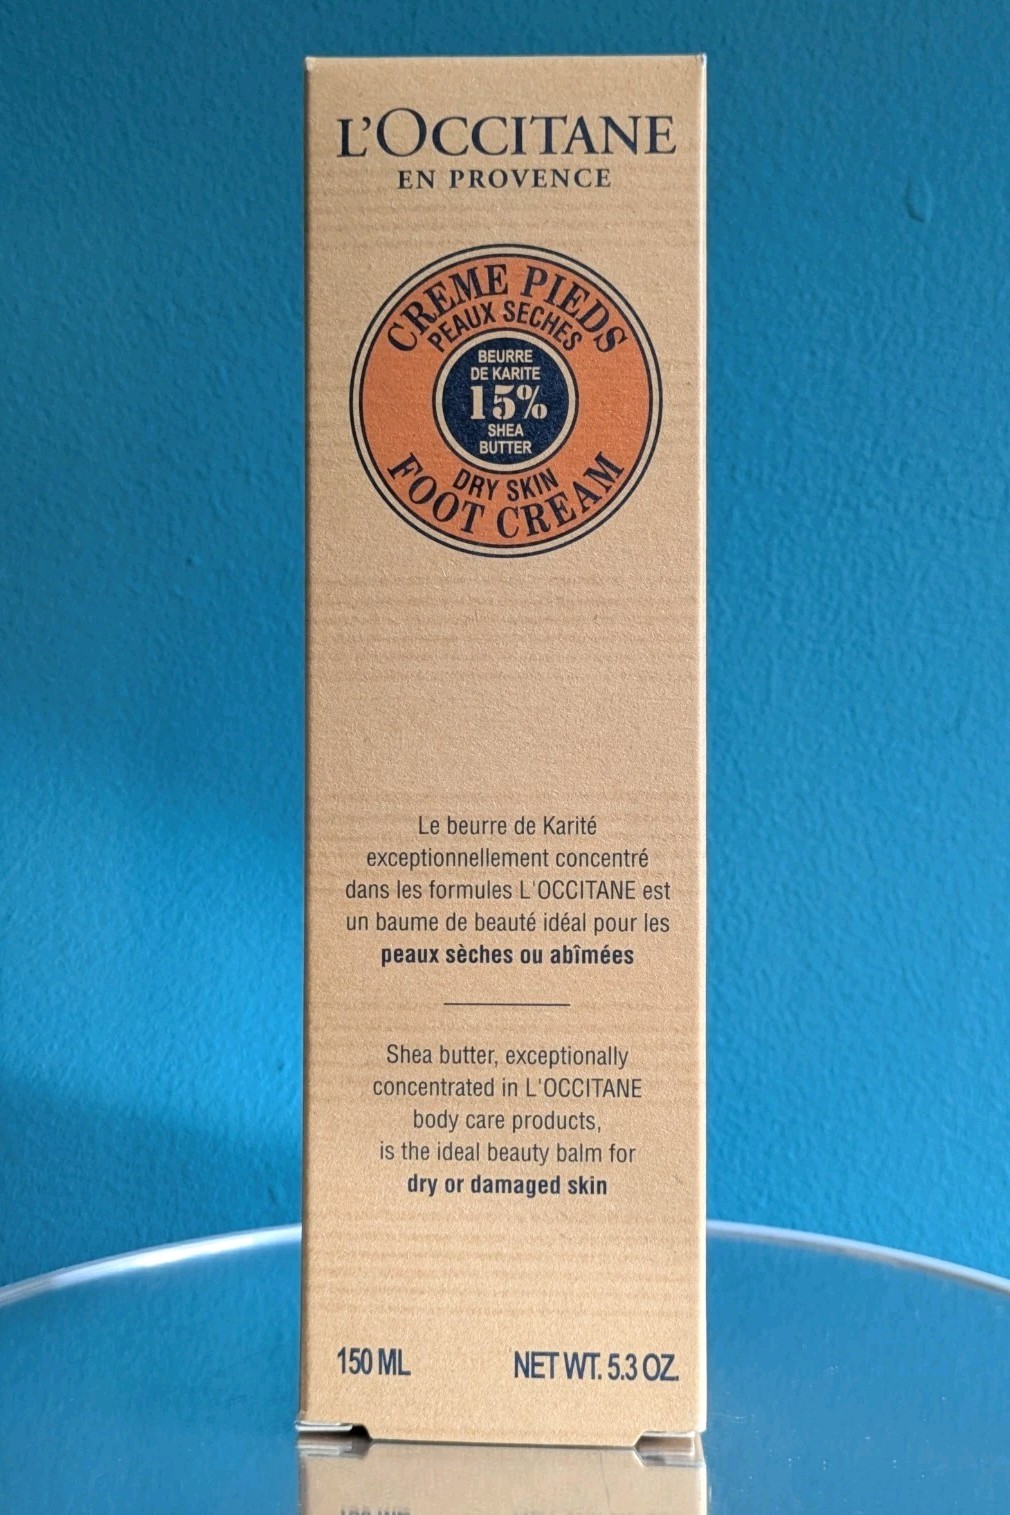 L'OCCITANE
EN PROVENCE
CREME PIEDS
PEAUX SECHES
BEURRE
DE KARITE
15%
SHEA
BUTTER
DRY SKIN
FOOT CREAM
Le beurre de Karité
exceptionnellement concentré
dans les formules L'OCCITANE est
un baume de beauté idéal pour les
peaux sèches ou abîmées
Shea butter, exceptionally
concentrated in L'OCCITANE
body care products,
is the ideal beauty balm for
dry or damaged skin
150 ML NET WT. 5.3 OZ.